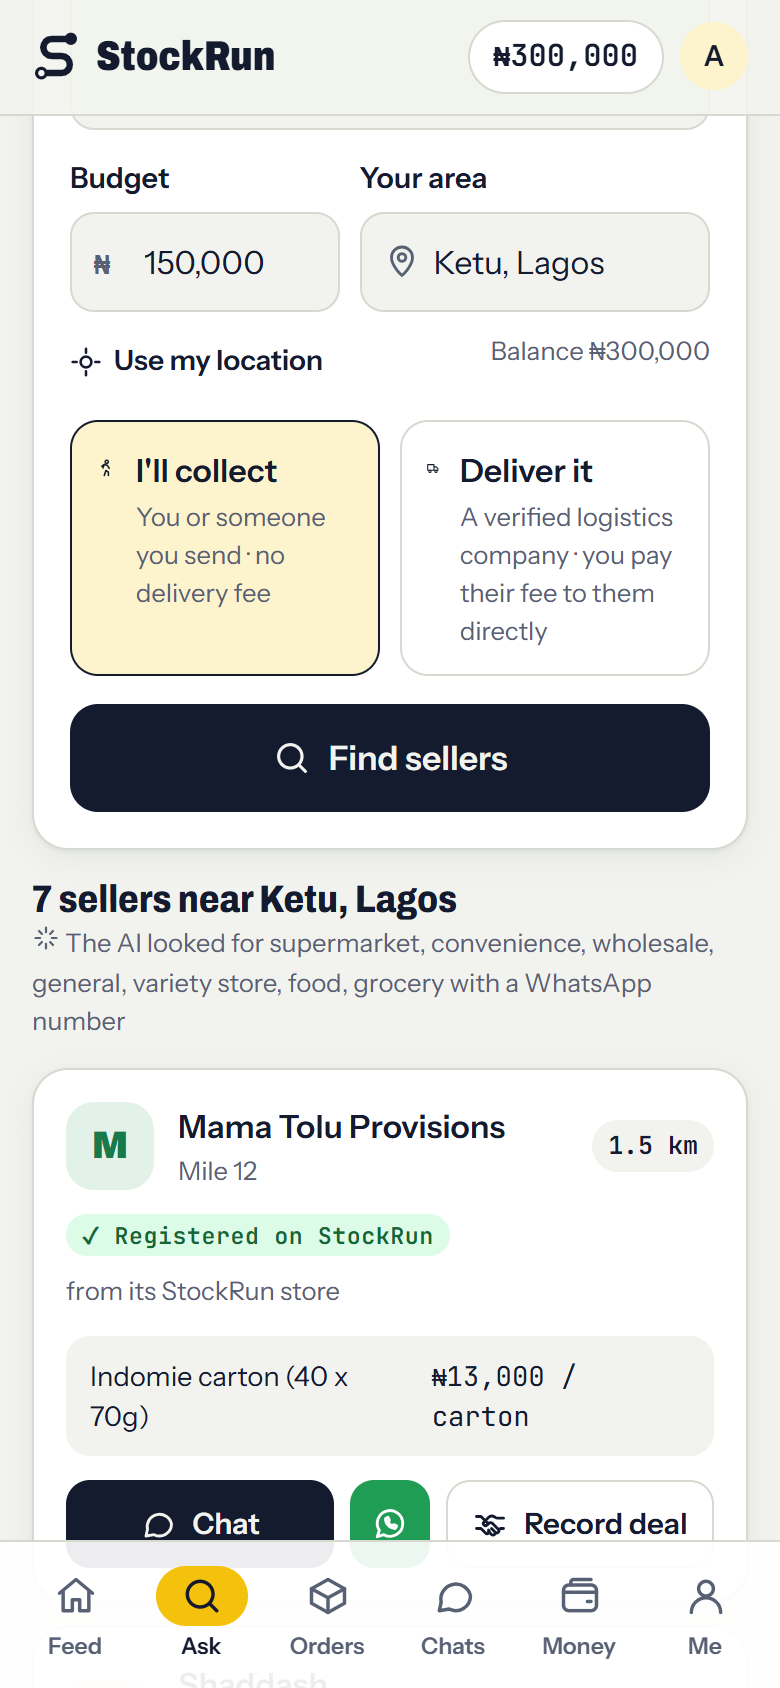 StockRun
₦300,000
A
Budget
Your area
₦ 150,000
Ketu, Lagos
Use my location
Balance ₦300,000
I'll collect
You or someone
you send · no
delivery fee
Deliver it
A verified logistics
company · you pay
their fee to them
directly
Find sellers
7 sellers near Ketu, Lagos
The AI looked for supermarket, convenience, wholesale,
general, variety store, food, grocery with a WhatsApp
number
M
Mama Tolu Provisions
Mile 12
1.5 km
✓ Registered on StockRun
from its StockRun store
Indomie carton (40 x
70g)
₦13,000 /
carton
Chat
Record deal
Feed
Ask
Orders
Chats
Money
Me
Shaddash